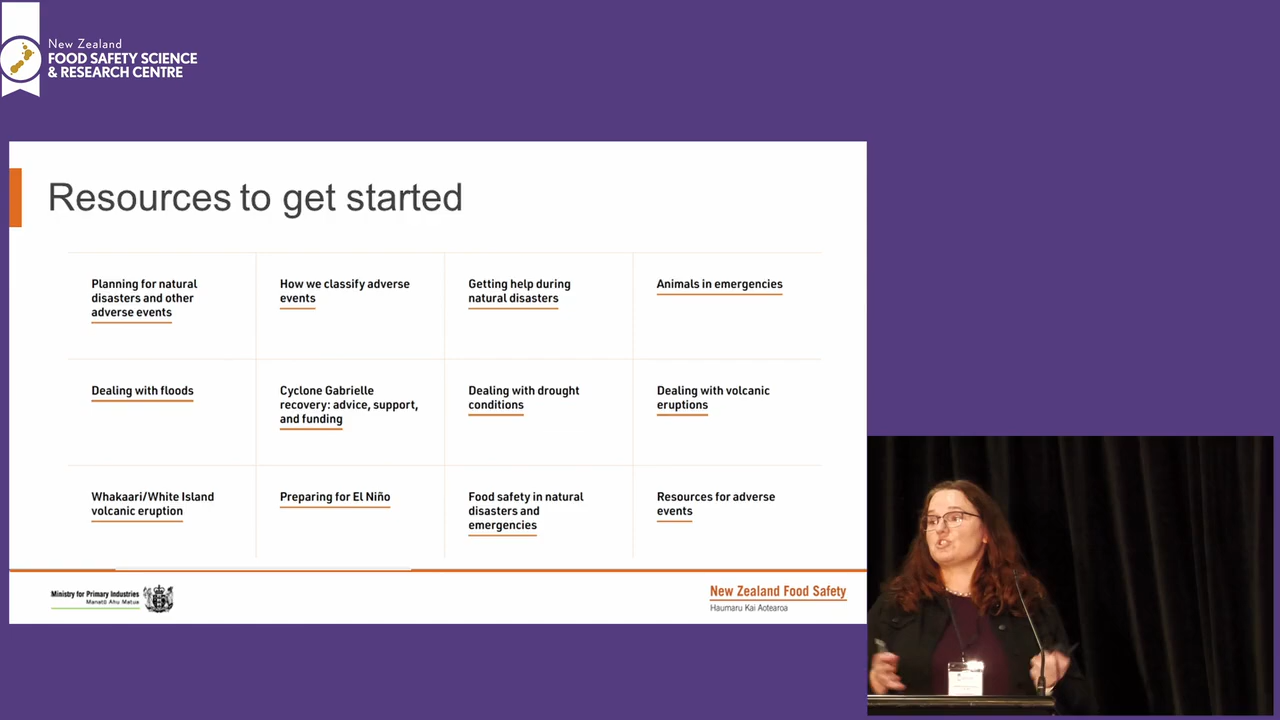 New Zealand
FOOD SAFETY SCIENCE
& RESEARCH CENTRE
Resources to get started
Planning for natural
disasters and other
adverse events
How we classify adverse
events
Getting help during
natural disasters
Animals in emergencies
Dealing with floods
Cyclone Gabrielle
recovery: advice, support,
and funding
Dealing with drought
conditions
Dealing with volcanic
eruptions
Whakaari/White Island
volcanic eruption
Preparing for El Niño
Food safety in natural
disasters and
emergencies
Resources for adverse
events
Ministry for Primary Industries
Manatū Ahu Matua
New Zealand Food Safety
Haumaru Kai Aotearoa